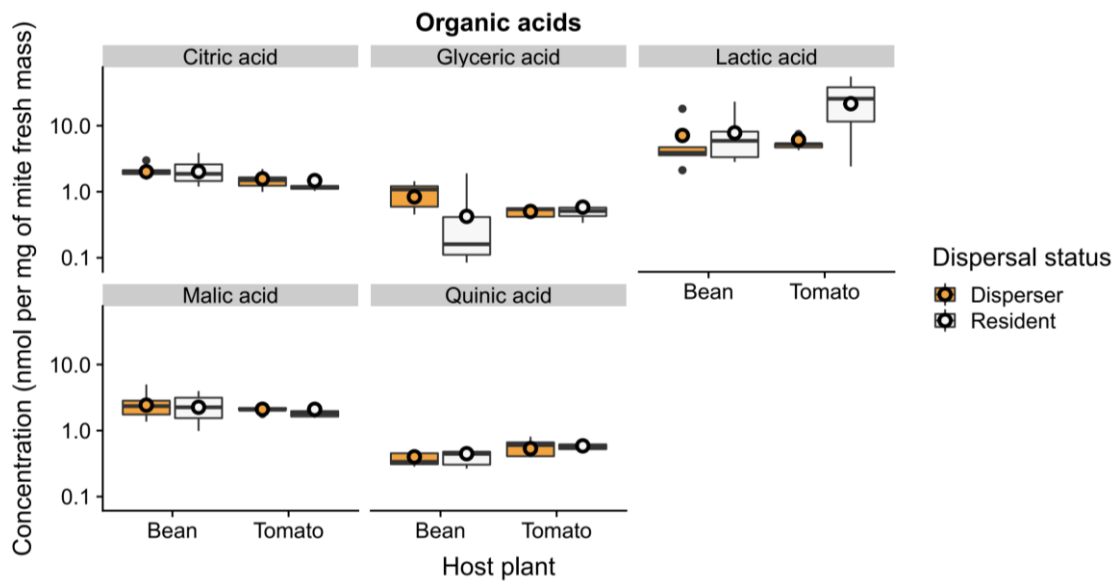 Organic acids
Citric acid
Glyceric acid
Lactic acid
Concentration (nmol per mg of mite fresh mass)
10.0
1.0
0.1
Bean
Tomato
Dispersal status
Disperser
Resident
Malic acid
Quinic acid
10.0
1.0
0.1
Bean
Tomato
Bean
Tomato
Host plant